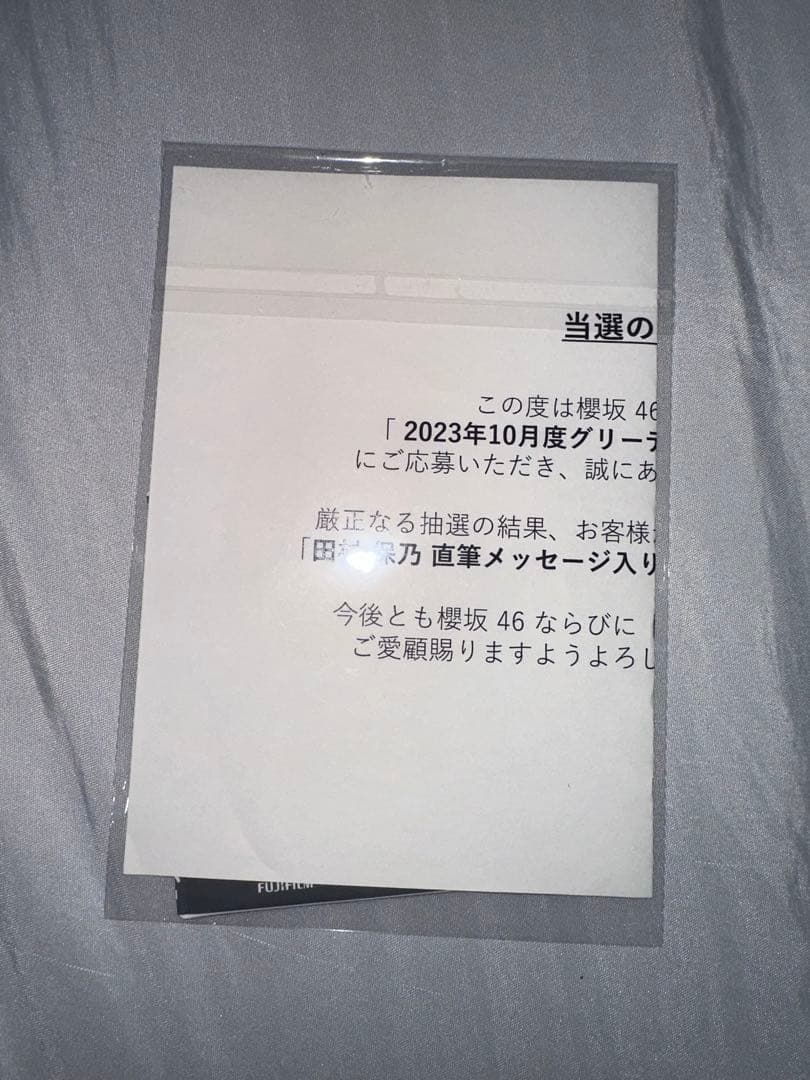 当選の
この度は櫻坂 46
「 2023年10月度グリーテ
にご応募いただき、誠にあ
厳正なる抽選の結果、お客様が
「田村 保乃 直筆メッセージ入り
今後とも櫻坂 46 ならびに「
ご愛顧賜りますようよろし
FUJIFILM